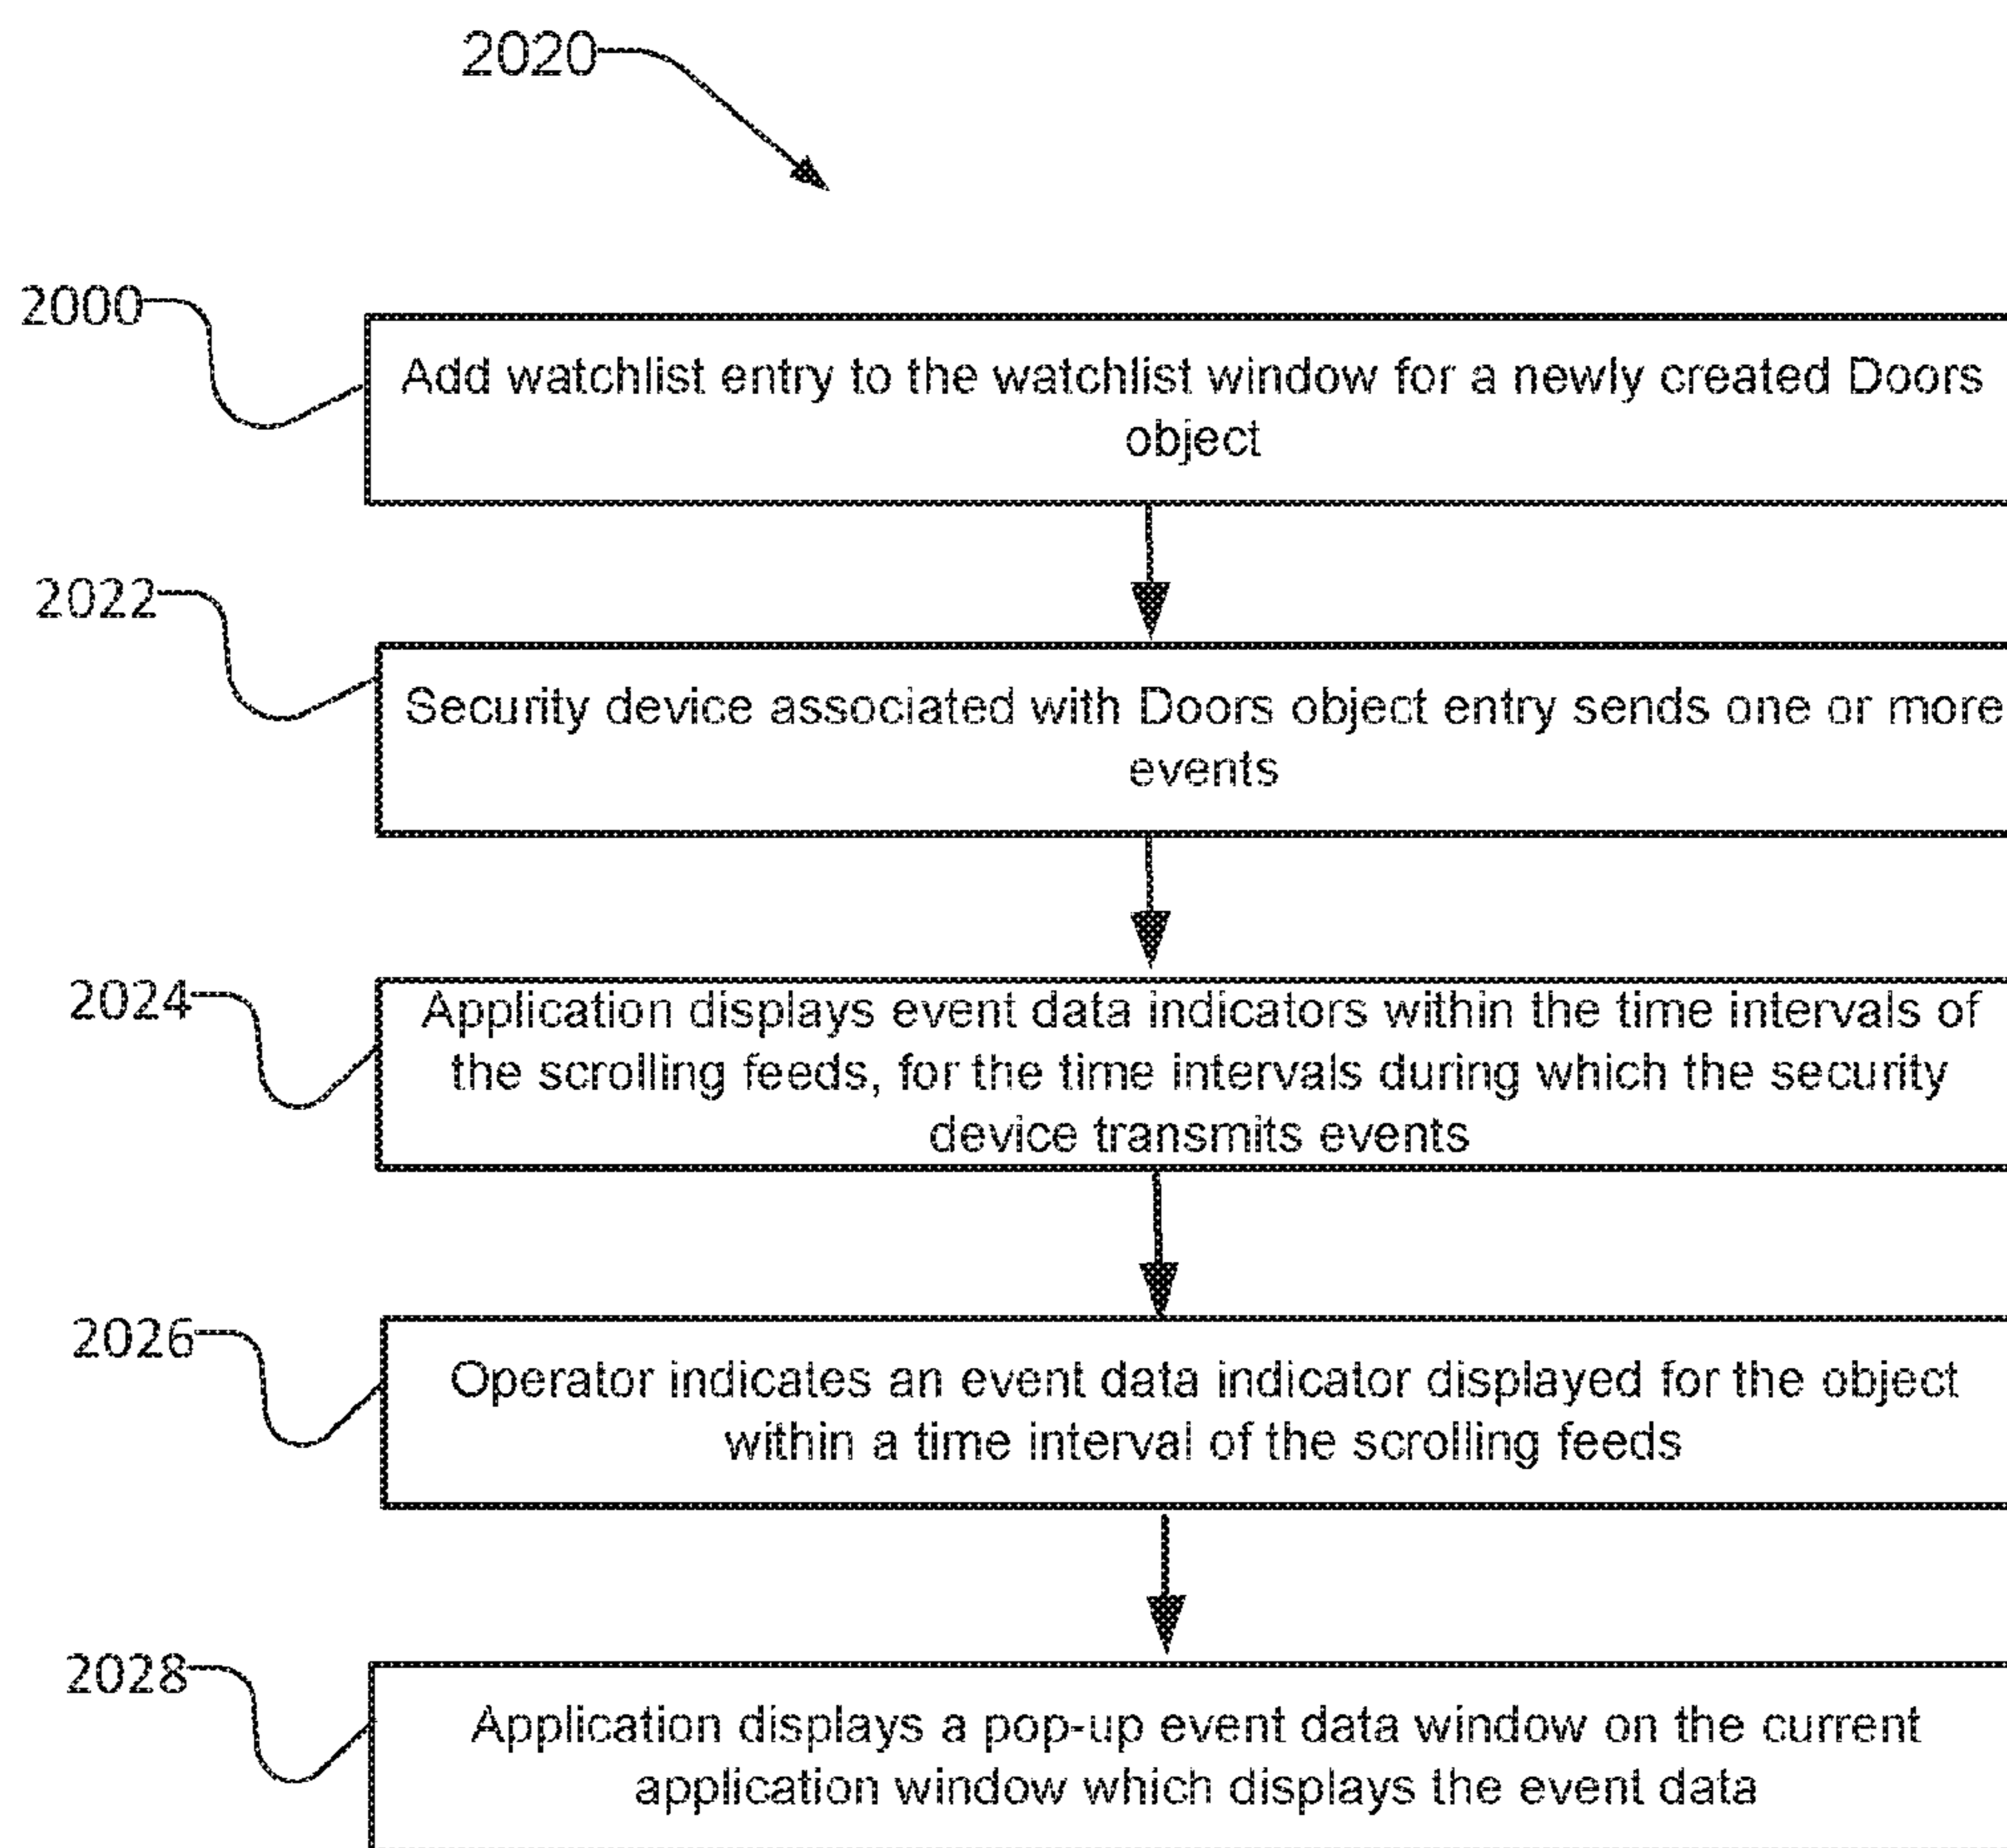 2020
2000
Add watchlist entry to the watchlist window for a newly created Doors
object
2022
Security device associated with Doors object entry sends one or more
events
2024
Application displays event data indicators within the time intervals of
the scrolling feeds, for the time intervals during which the security
device transmits events
2026
Operator indicates an event data indicator displayed for the object
within a time interval of the scrolling feeds
2028
Application displays a pop-up event data window on the current
application window which displays the event data